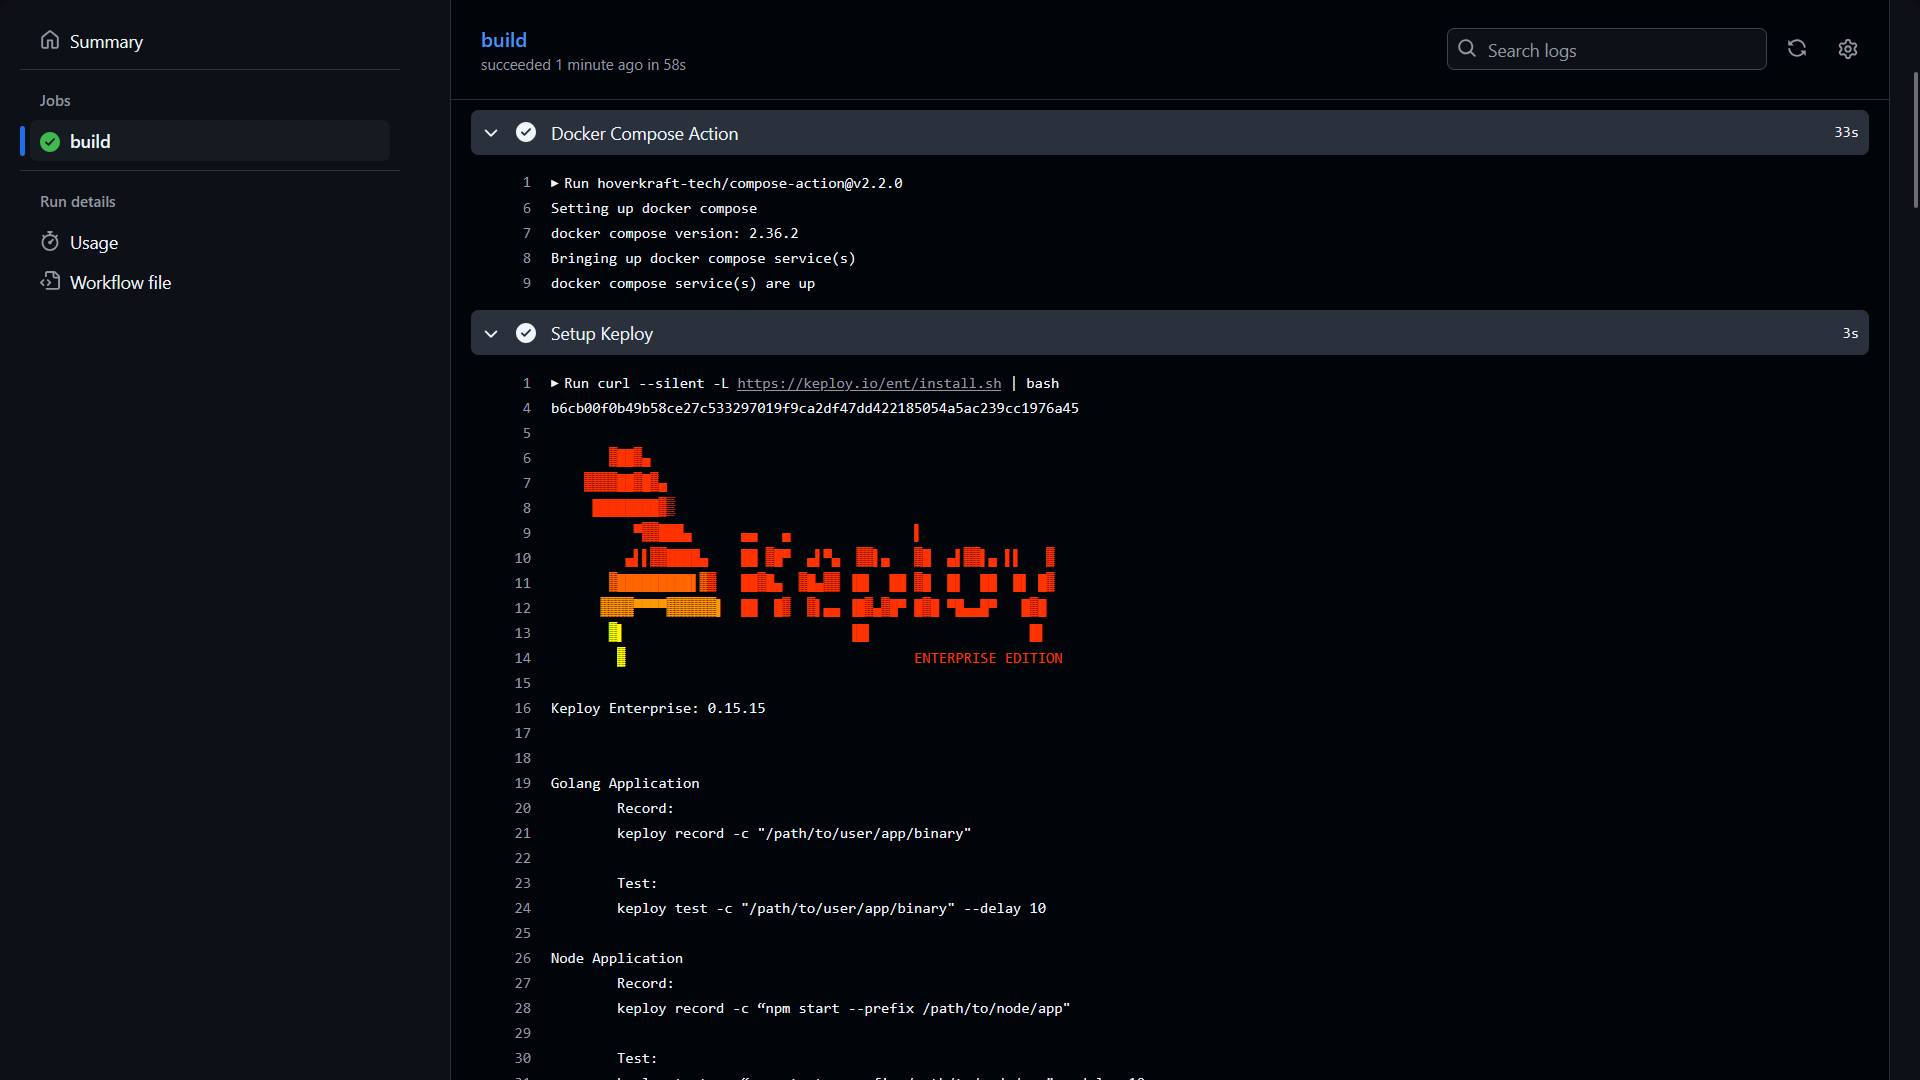 Summary
Jobs
build
Run details
Usage
Workflow file
build
succeeded 1 minute ago in 58s
Search logs
Docker Compose Action 33s
1 ▶ Run hoverkraft-tech/compose-action@v2.2.0
6 Setting up docker compose
7 docker compose version: 2.36.2
8 Bringing up docker compose service(s)
9 docker compose service(s) are up
Setup Keploy 3s
1 ▶ Run curl --silent -L https://keploy.io/ent/install.sh | bash
4 b6cb00f0b49b58ce27c533297019f9ca2df47dd422185054a5ac239cc1976a45
5
6
7
8
9
10
11
12
13
14 ENTERPRISE EDITION
15
16 Keploy Enterprise: 0.15.15
17
18
19 Golang Application
20 Record:
21 keploy record -c "/path/to/user/app/binary"
22
23 Test:
24 keploy test -c "/path/to/user/app/binary" --delay 10
25
26 Node Application
27 Record:
28 keploy record -c “npm start --prefix /path/to/node/app"
29
30 Test: